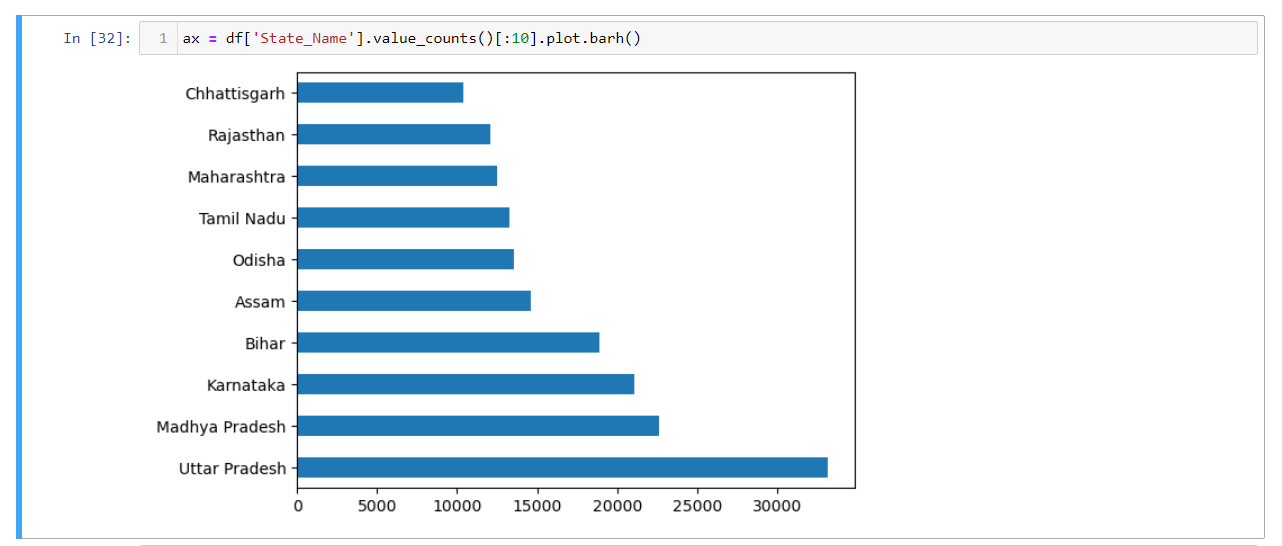 In [32]: 1 ax = df['State_Name'].value_counts()[:10].plot.barh()
Chhattisgarh
Rajasthan
Maharashtra
Tamil Nadu
Odisha
Assam
Bihar
Karnataka
Madhya Pradesh
Uttar Pradesh
0 5000 10000 15000 20000 25000 30000